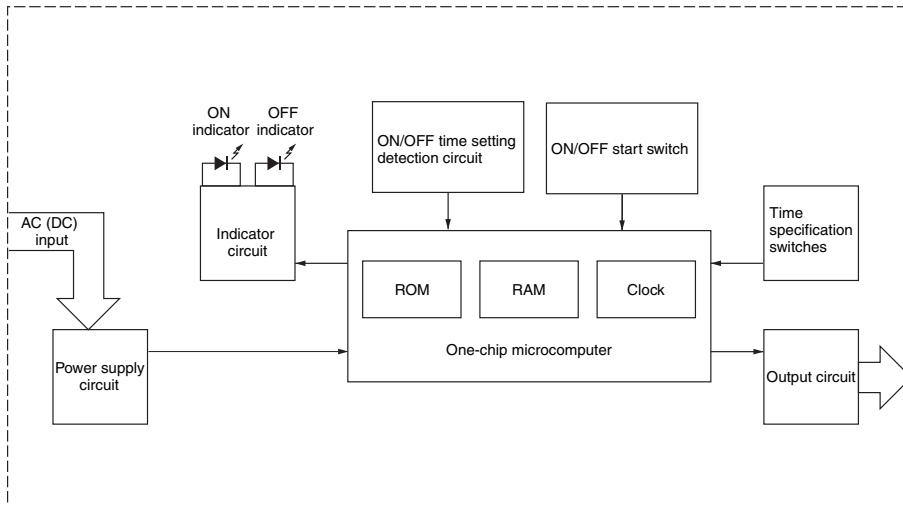 ON
indicator
OFF
indicator
ON/OFF time setting
detection circuit
ON/OFF start switch
AC (DC)
input
Indicator
circuit
Time
specification
switches
ROM
RAM
Clock
One-chip microcomputer
Power supply
circuit
Output circuit